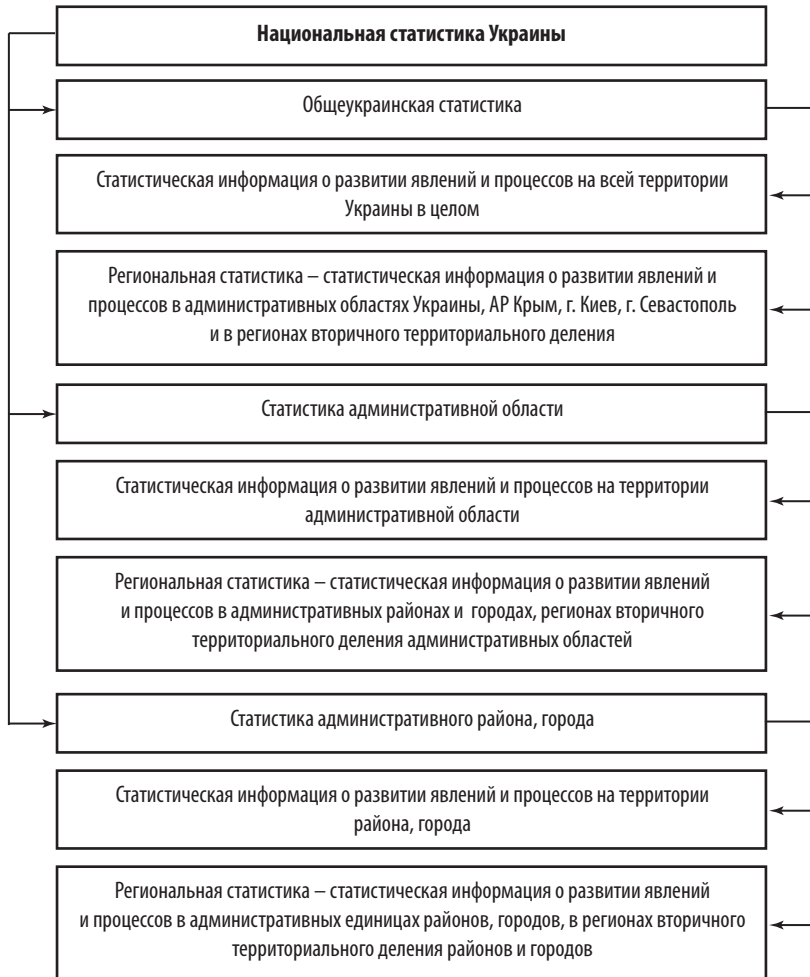 Национальная статистика Украины
Общеукраинская статистика
Статистическая информация о развитии явлений и процессов на всей территории
Украины в целом
Региональная статистика – статистическая информация о развитии явлений и
процессов в административных областях Украины, АР Крым, г. Киев, г. Севастополь
и в регионах вторичного территориального деления
Статистика административной области
Статистическая информация о развитии явлений и процессов на территории
административной области
Региональная статистика – статистическая информация о развитии явлений
и процессов в административных районах и городах, регионах вторичного
территориального деления административных областей
Статистика административного района, города
Статистическая информация о развитии явлений и процессов на территории
района, города
Региональная статистика – статистическая информация о развитии явлений
и процессов в административных единицах районов, городов, в регионах вторичного
территориального деления районов и городов